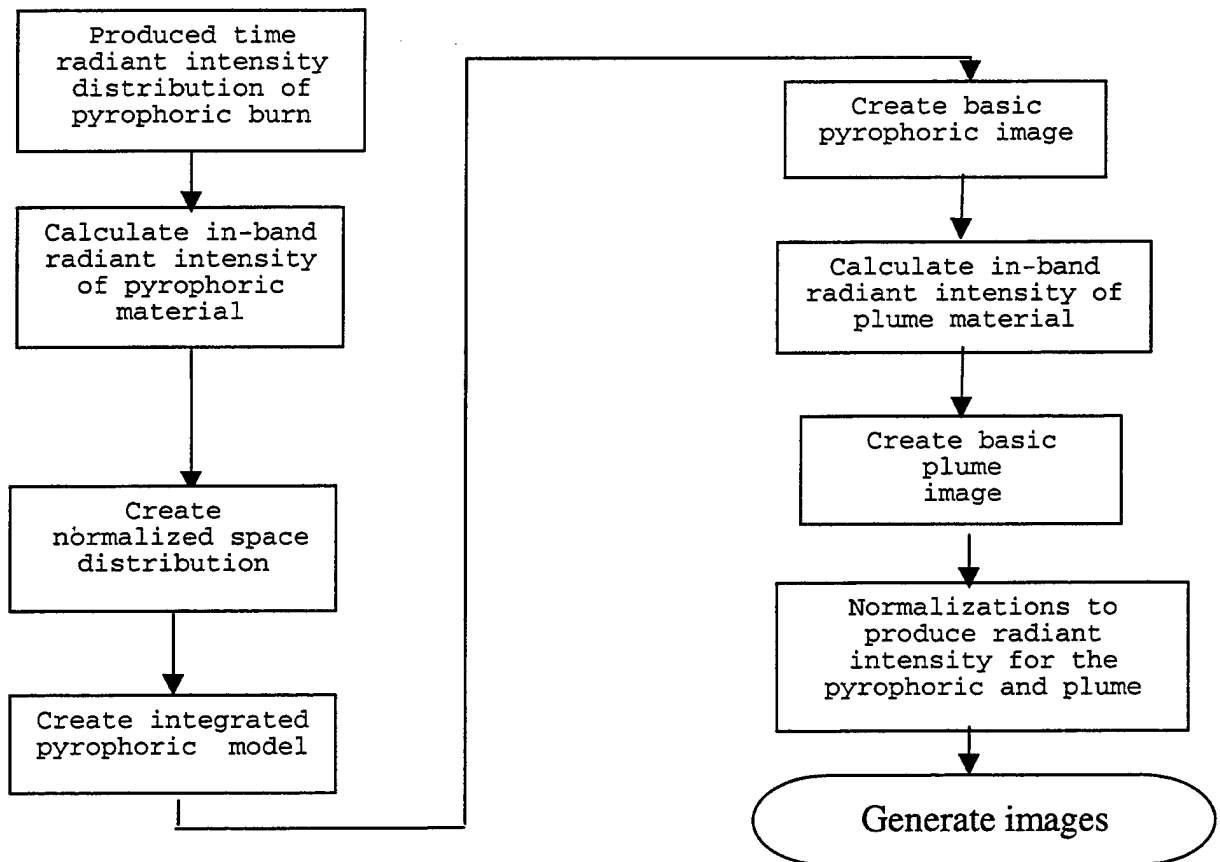 Produced time
radiant intensity
distribution of
pyrophoric burn
Calculate in-band
radiant intensity
of pyrophoric
material
Create
normalized space
distribution
Create integrated
pyrophoric model
Create basic
pyrophoric image
Calculate in-band
radiant intensity of
plume material
Create basic
plume
image
Normalizations to
produce radiant
intensity for the
pyrophoric and plume
Generate images